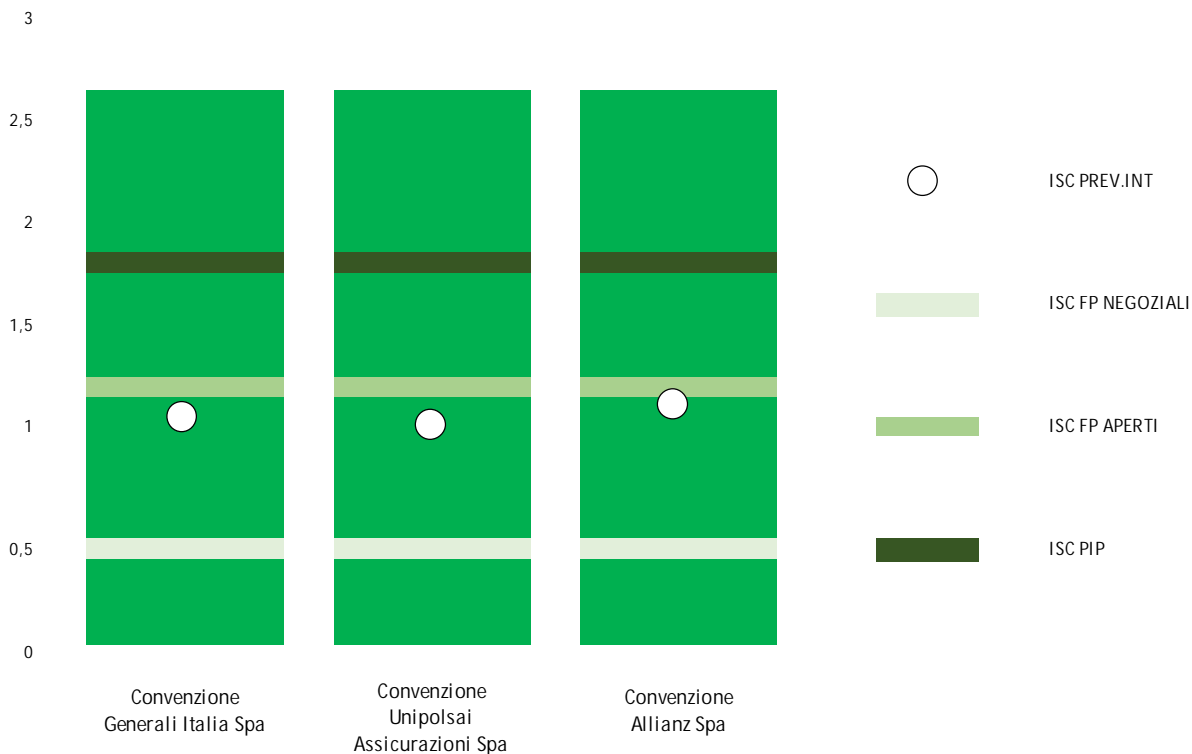 3
2,5
2
1,5
1
0,5
0
Convenzione
Generali Italia Spa
Convenzione
Unipolsai
Assicurazioni Spa
Convenzione
Allianz Spa
ISC PREV.INT
ISC FP NEGOZIALI
ISC FP APERTI
ISC PIP